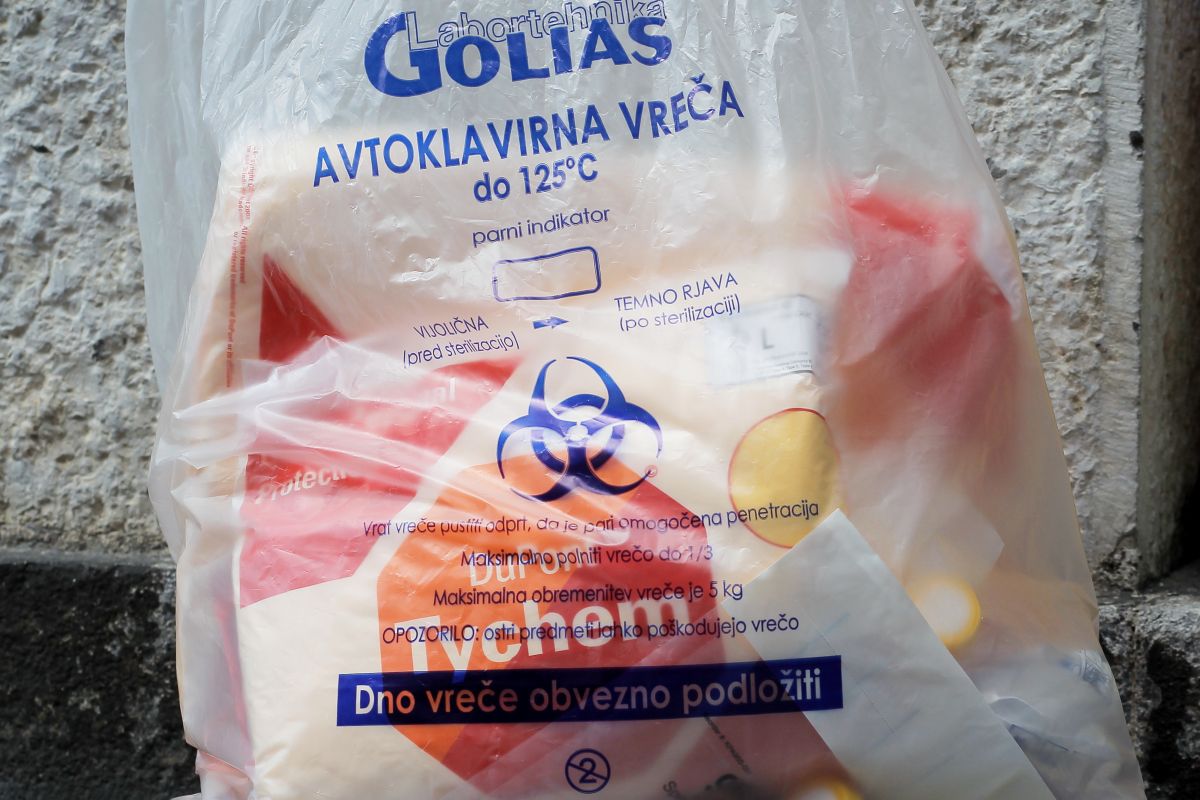 Labortehnika
GOLIAS
AVTOKLAVIRNA VREČA
do 125°C
parni indikator
VIJOLIČNA
(pred sterilizacijo)
TEMNO RJAVA
(po sterilizaciji)
L
Vrat vreče pustiti odprt, da je pari omogočena penetracija
Maksimalno polniti vrečo do 1/3
DuPont
Maksimalna obremenitev vreče je 5 kg
Tychem
OPOZORILO: ostri predmeti lahko poškodujejo vrečo
Dno vreče obvezno podložiti
2